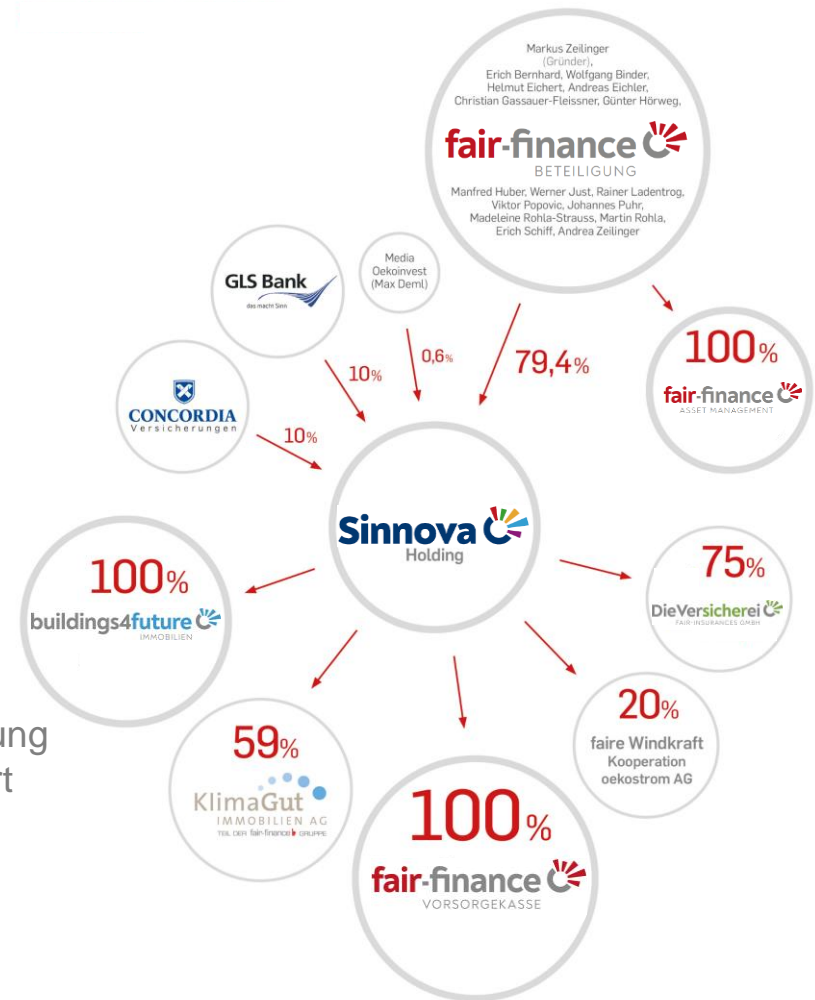 Markus Zeilinger
(Gründer),
Erich Bernhard, Wolfgang Binder,
Helmut Eichert, Andreas Eichler,
Christian Gassauer-Fleissner, Günter Hörweg,
fair-finance
BETEILIGUNG
Manfred Huber, Werner Just, Rainer Ladentrog,
Viktor Popovic, Johannes Puhr,
Madeleine Rohla-Strauss, Martin Rohla,
Erich Schiff, Andrea Zeilinger
GLS Bank
das macht Sinn
Media
Oekoinvest
(Max Deml)
CONCORDIA
Versicherungen
10%
10%
0,6%
79,4%
100%
fair-finance
ASSET MANAGEMENT
Sinnova
Holding
100%
buildings4future
IMMOBILIEN
75%
DieVersicherei
FAIR-INSURANCES GMBH
ung
rt
59%
KlimaGut
IMMOBILIEN AG
TEIL DER fair-finance GRUPPE
20%
faire Windkraft
Kooperation
oekostrom AG
100%
fair-finance
VORSORGEKASSE